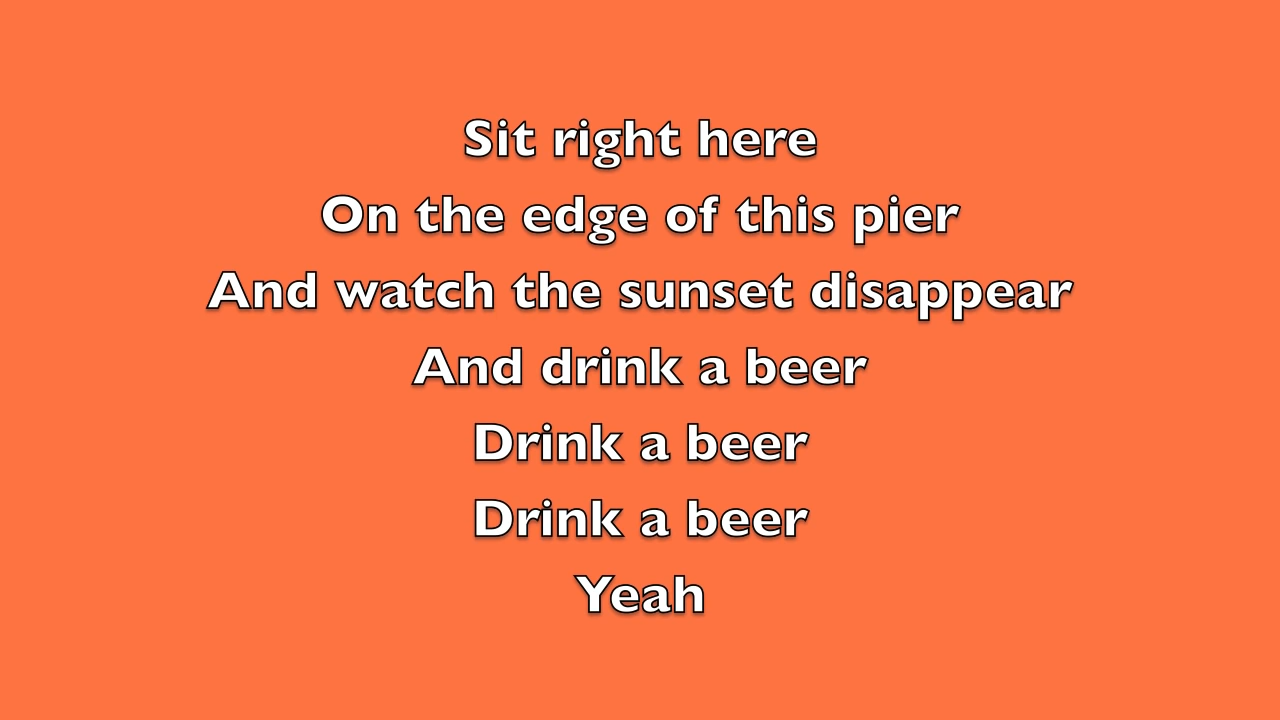 Sit right here
On the edge of this pier
And watch the sunset disappear
And drink a beer
Drink a beer
Drink a beer
Yeah